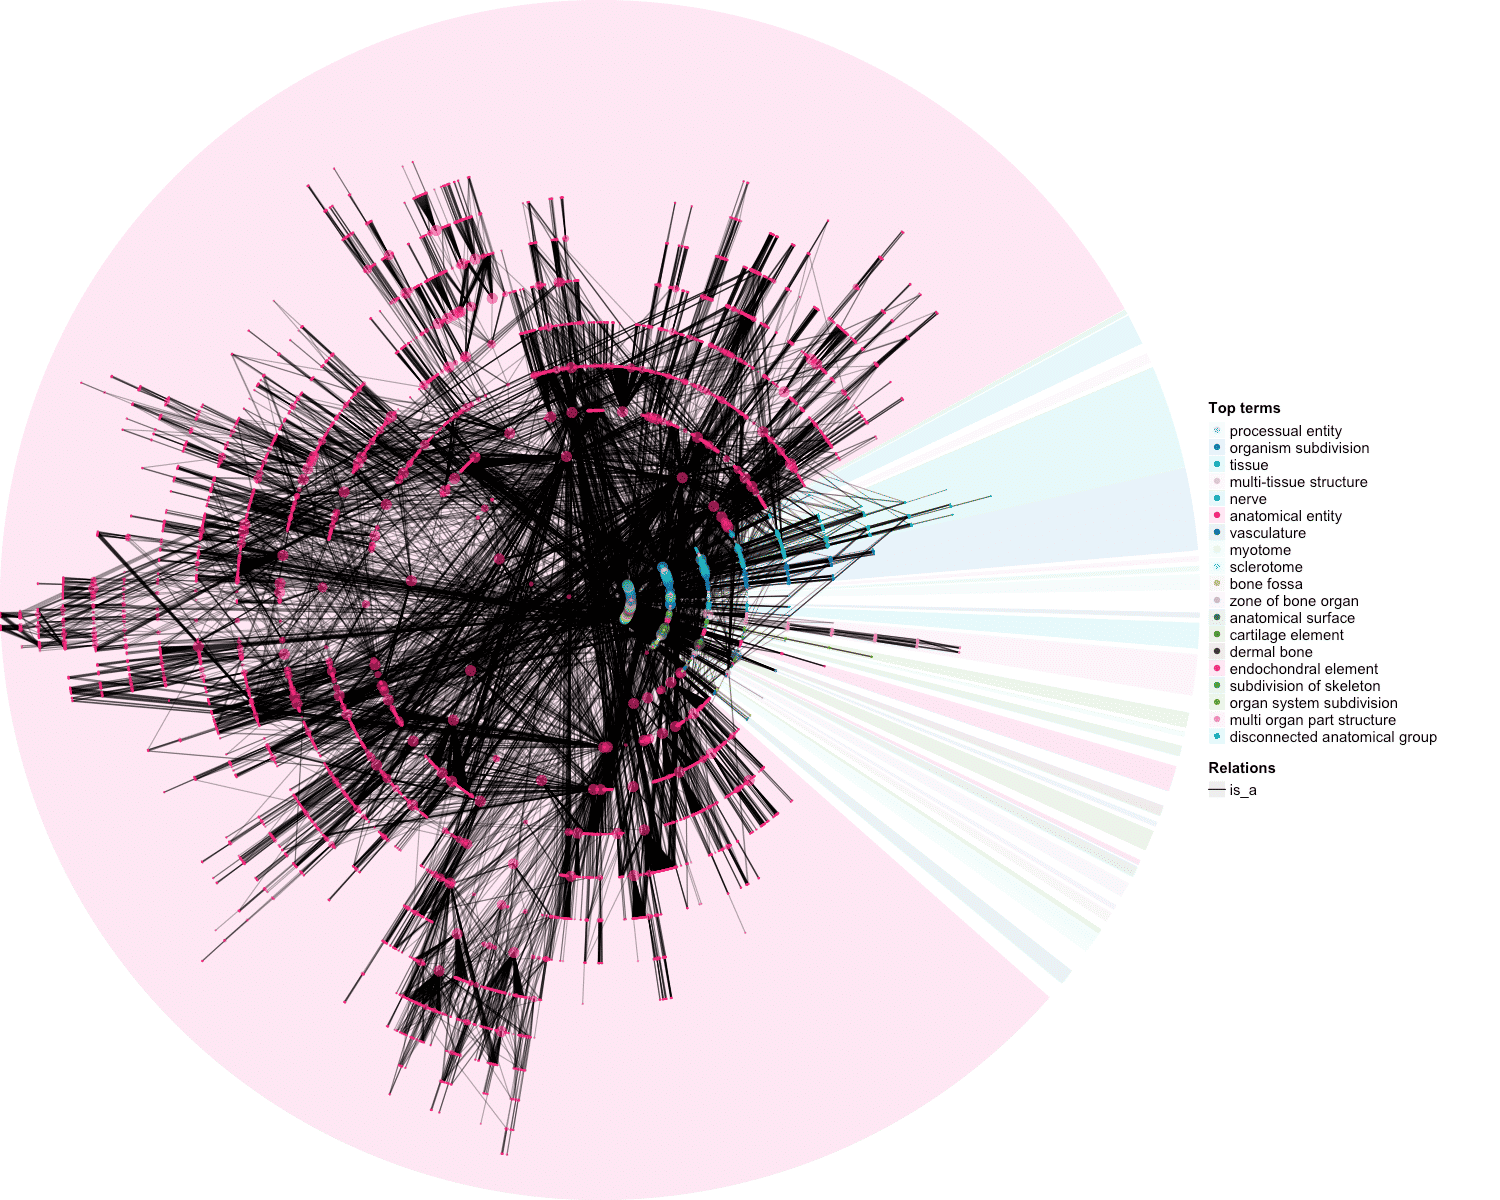 Top terms
processual entity
organism subdivision
tissue
multi-tissue structure
nerve
anatomical entity
vasculature
myotome
sclerotome
bone fossa
zone of bone organ
anatomical surface
cartilage element
dermal bone
endochondral element
subdivision of skeleton
organ system subdivision
multi organ part structure
disconnected anatomical group
Relations
is_a